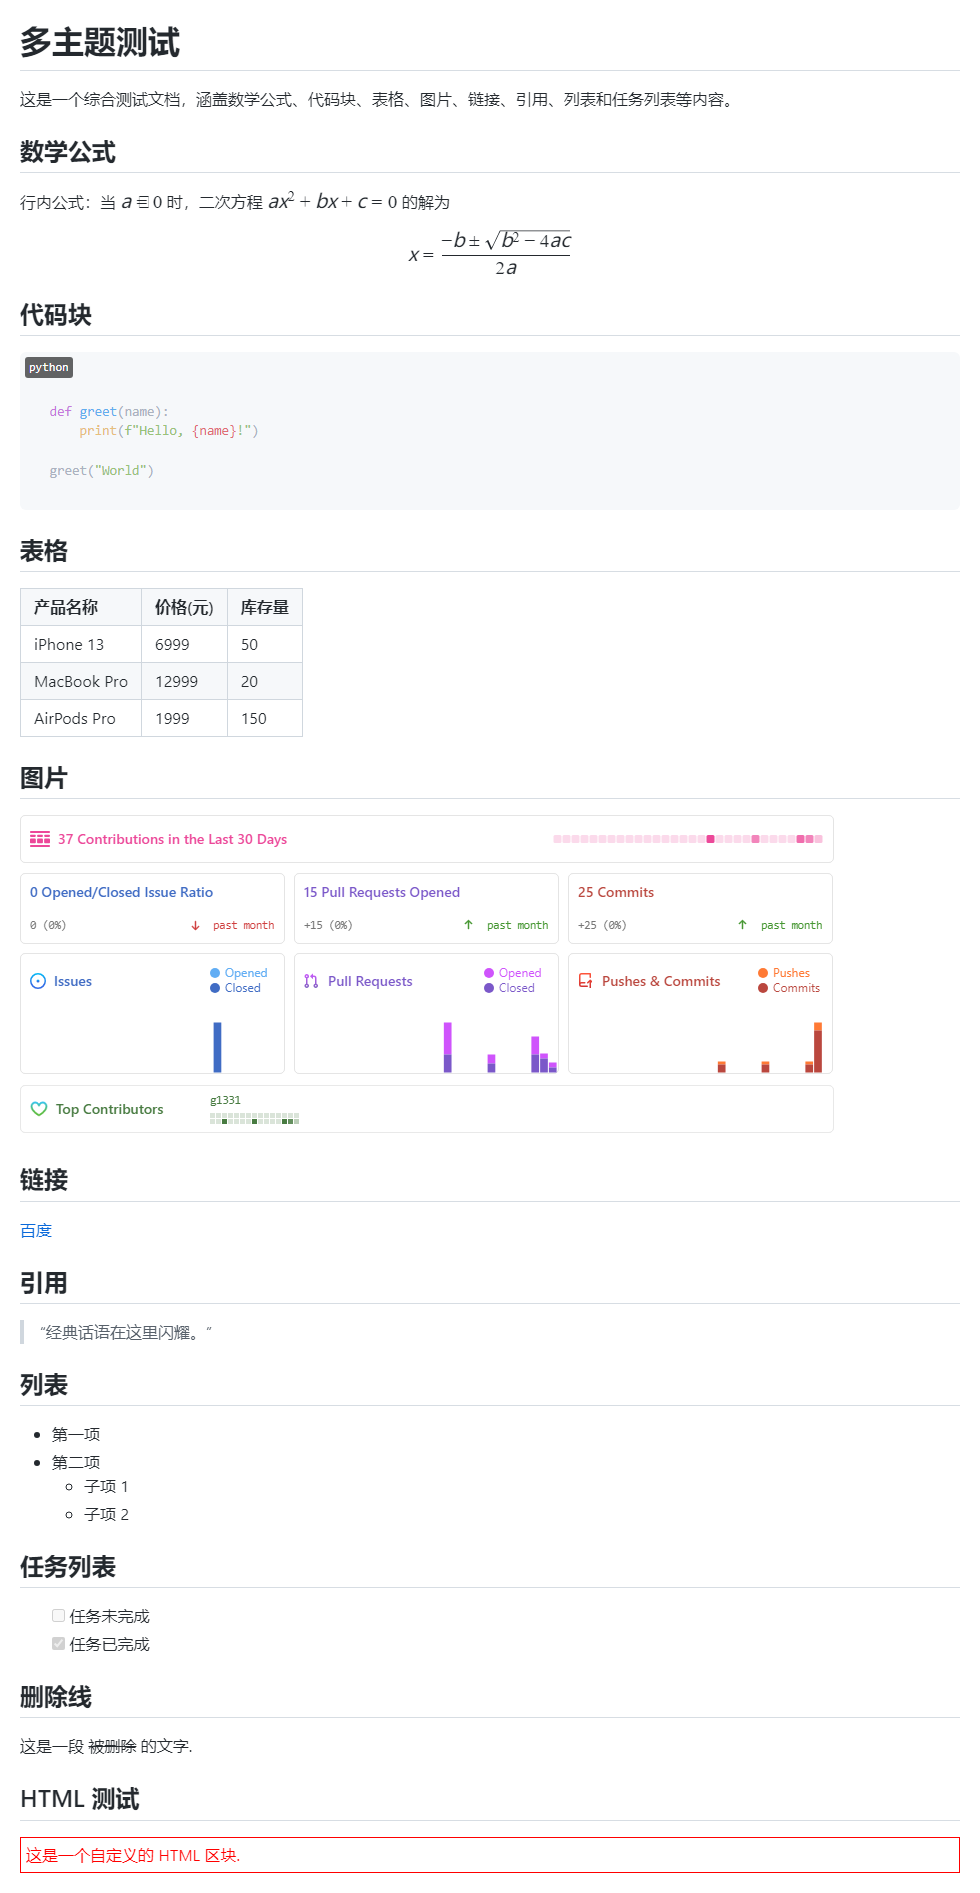 多主题测试
这是一个综合测试文档，涵盖数学公式、代码块、表格、图片、链接、引用、列表和任务列表等内容。
数学公式
行内公式：当 a ≡ 0 时，二次方程 ax² + bx + c = 0 的解为
x = (−b ± √(b² − 4ac)) / 2a
代码块
python
def greet(name):
    print(f"Hello, {name}!")
greet("World")
表格
产品名称 价格(元) 库存量
iPhone 13 6999 50
MacBook Pro 12999 20
AirPods Pro 1999 150
图片
37 Contributions in the Last 30 Days
0 Opened/Closed Issue Ratio 15 Pull Requests Opened 25 Commits
0 (0%) ↓ past month +15 (0%) ↑ past month +25 (0%) ↑ past month
Issues Opened Closed Pull Requests Opened Closed Pushes & Commits Pushes Commits
Top Contributors g1331
链接
百度
引用
“经典话语在这里闪耀。”
列表
• 第一项
• 第二项
◦ 子项 1
◦ 子项 2
任务列表
任务未完成
任务已完成
删除线
这是一段 被删除 的文字.
HTML 测试
这是一个自定义的 HTML 区块.